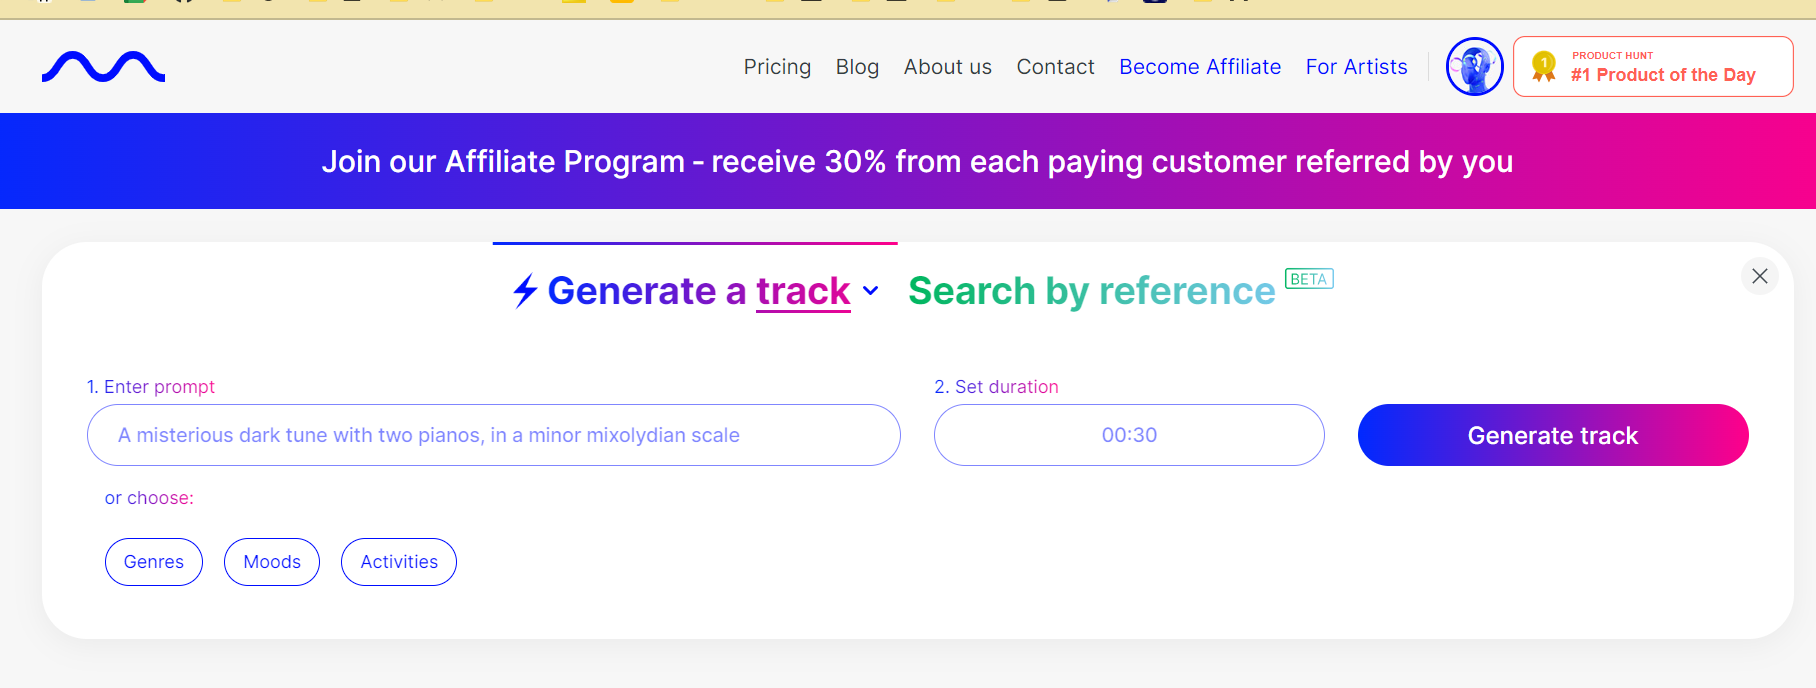 Pricing Blog About us Contact Become Affiliate For Artists
1
PRODUCT HUNT
#1 Product of the Day
Join our Affiliate Program - receive 30% from each paying customer referred by you
Generate a track
Search by reference BETA
1. Enter prompt
2. Set duration
A misterious dark tune with two pianos, in a minor mixolydian scale
00:30
Generate track
or choose:
Genres Moods Activities